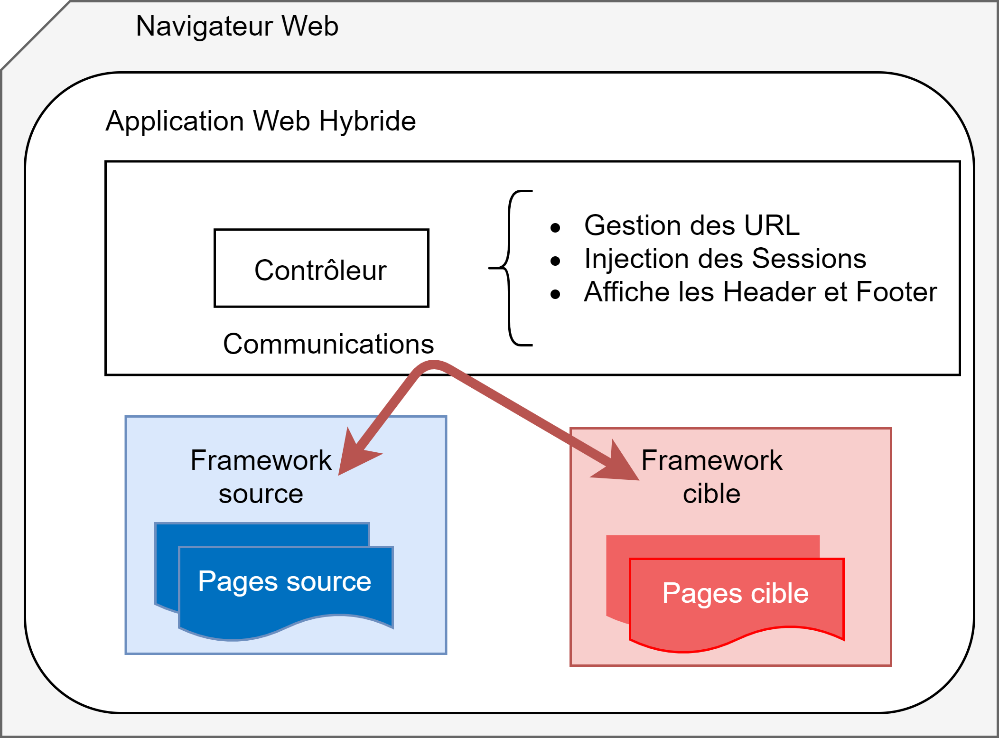 Navigateur Web
Application Web Hybride
Contrôleur
Communications
• Gestion des URL
• Injection des Sessions
• Affiche les Header et Footer
Framework
source
Pages source
Framework
cible
Pages cible